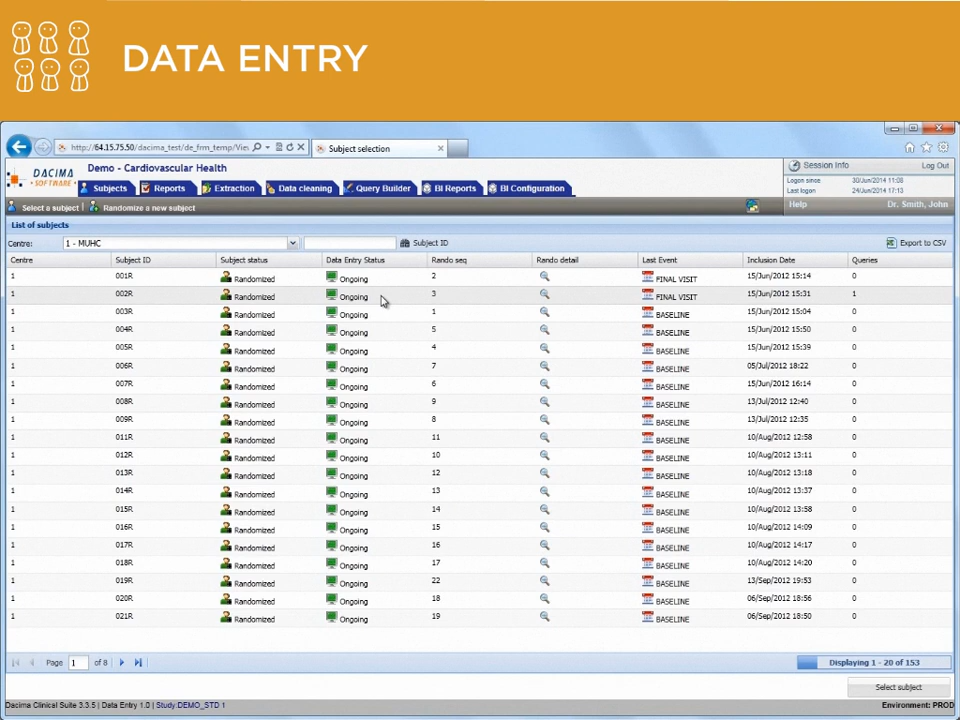 DATA ENTRY
http://64.15.75.50/dacima_test/de_frm_temp/Viev
Subject selection
DACIMA
SOFTWARE
Demo - Cardiovascular Health
Session Info
Log Out
Subjects
Reports
Extraction
Data cleaning
Query Builder
BI Reports
BI Configuration
Logon since 30/Jun/2014 11:08
Last logon 24/Jun/2014 17:13
Select a subject
Randomize a new subject
Help
Dr. Smith, John
List of subjects
Centre: 1 - MUHC Subject ID Export to CSV
Centre Subject ID Subject status Data Entry Status Rando seq Rando detail Last Event Inclusion Date Queries
1 001R Randomized Ongoing 2 FINAL VISIT 15/Jun/2012 15:14 0
1 002R Randomized Ongoing 3 FINAL VISIT 15/Jun/2012 15:31 1
1 003R Randomized Ongoing 1 BASELINE 15/Jun/2012 15:04 0
1 004R Randomized Ongoing 5 BASELINE 15/Jun/2012 15:50 0
1 005R Randomized Ongoing 4 BASELINE 15/Jun/2012 15:39 0
1 006R Randomized Ongoing 7 BASELINE 05/Jul/2012 18:22 0
1 007R Randomized Ongoing 6 BASELINE 15/Jun/2012 16:14 0
1 008R Randomized Ongoing 9 BASELINE 13/Jul/2012 12:40 0
1 009R Randomized Ongoing 8 BASELINE 13/Jul/2012 12:35 0
1 011R Randomized Ongoing 11 BASELINE 10/Aug/2012 12:58 0
1 012R Randomized Ongoing 10 BASELINE 10/Aug/2012 13:11 0
1 013R Randomized Ongoing 12 BASELINE 10/Aug/2012 13:18 0
1 014R Randomized Ongoing 13 BASELINE 10/Aug/2012 13:37 0
1 015R Randomized Ongoing 14 BASELINE 10/Aug/2012 13:58 0
1 016R Randomized Ongoing 15 BASELINE 10/Aug/2012 14:09 0
1 017R Randomized Ongoing 16 BASELINE 10/Aug/2012 14:17 0
1 018R Randomized Ongoing 17 BASELINE 10/Aug/2012 14:20 0
1 019R Randomized Ongoing 22 BASELINE 13/Sep/2012 19:53 0
1 020R Randomized Ongoing 18 BASELINE 06/Sep/2012 18:56 0
1 021R Randomized Ongoing 19 BASELINE 06/Sep/2012 18:50 0
Page 1 of 8 Displaying 1 - 20 of 153
Select subject
Dacima Clinical Suite 3.3.5 | Data Entry 1.0 | Study:DEMO_STD 1 Environment: PROD